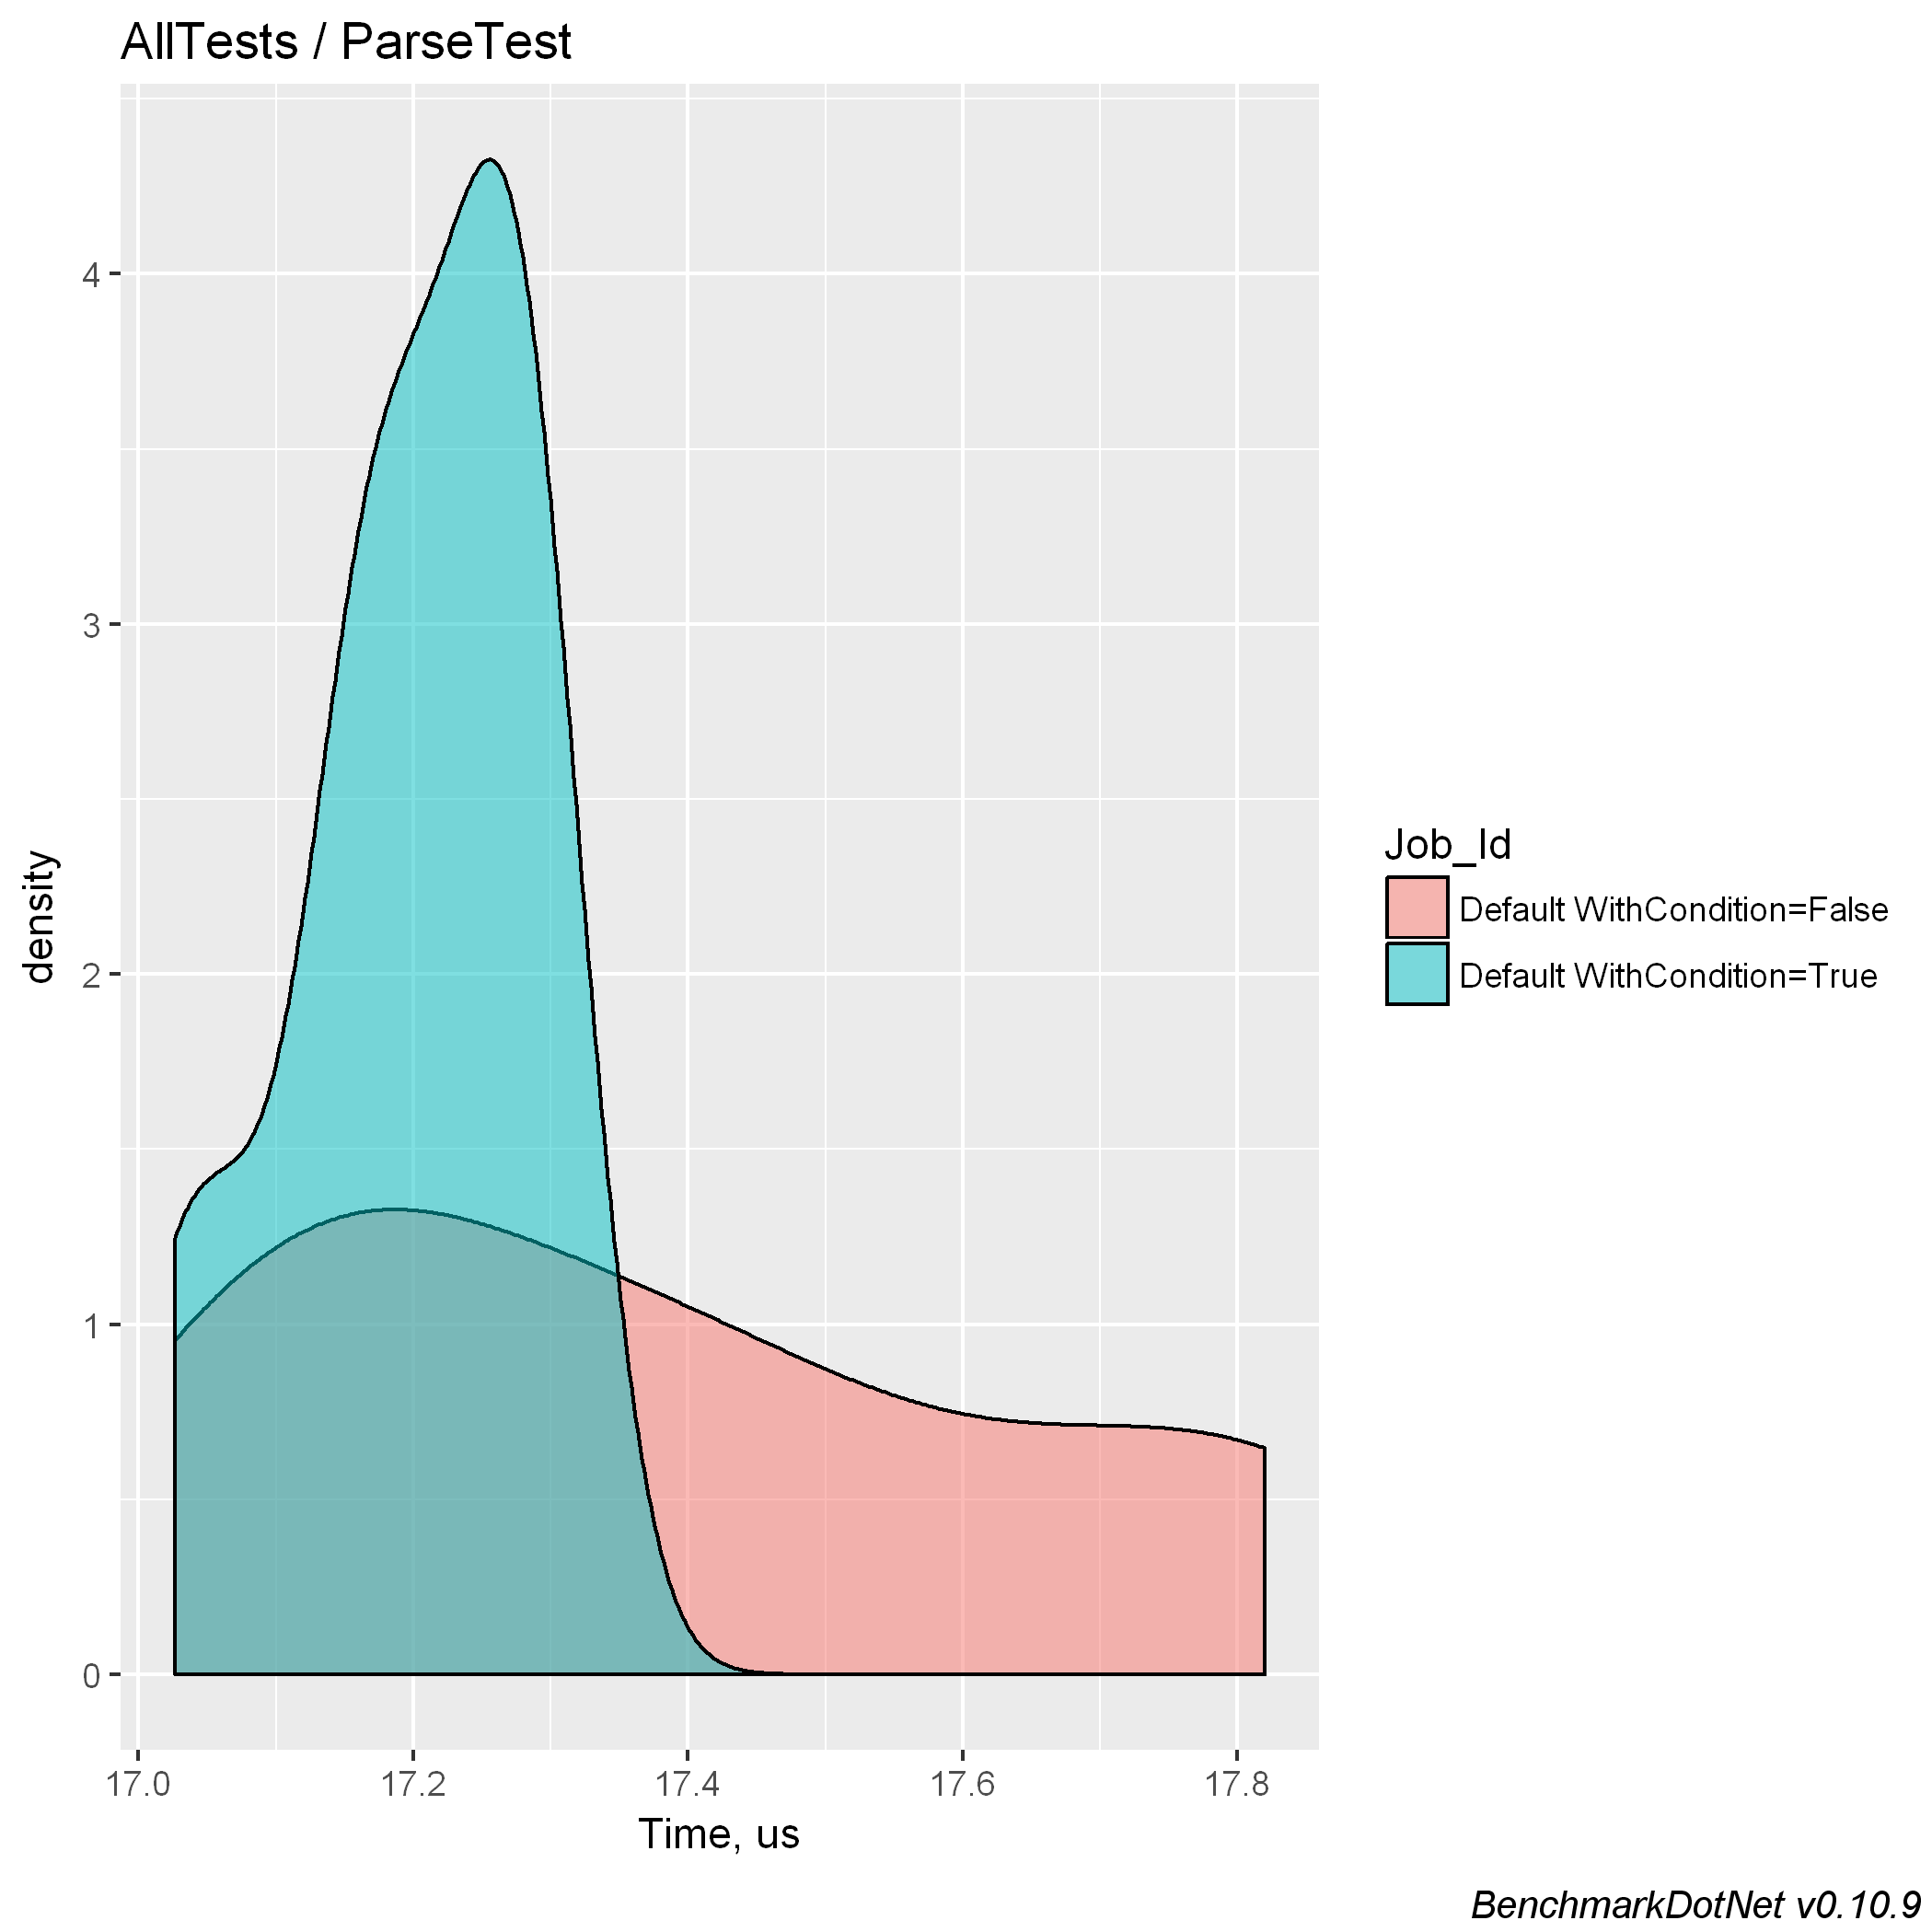 AllTests / ParseTest
density
4
3
2
1
0
17.0 17.2 17.4 17.6 17.8
Time, us
Job_Id
Default WithCondition=False
Default WithCondition=True
BenchmarkDotNet v0.10.9